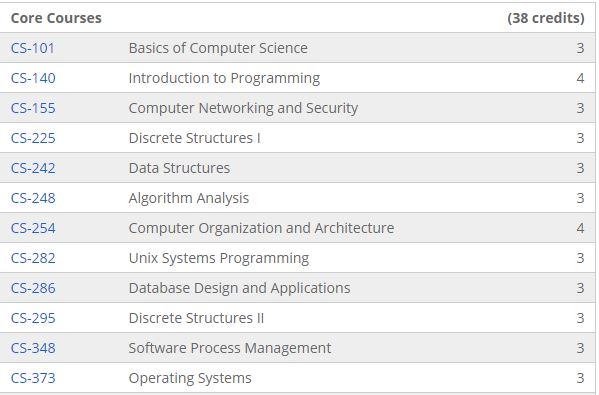 Core Courses (38 credits)
CS-101 Basics of Computer Science 3
CS-140 Introduction to Programming 4
CS-155 Computer Networking and Security 3
CS-225 Discrete Structures I 3
CS-242 Data Structures 3
CS-248 Algorithm Analysis 3
CS-254 Computer Organization and Architecture 4
CS-282 Unix Systems Programming 3
CS-286 Database Design and Applications 3
CS-295 Discrete Structures II 3
CS-348 Software Process Management 3
CS-373 Operating Systems 3